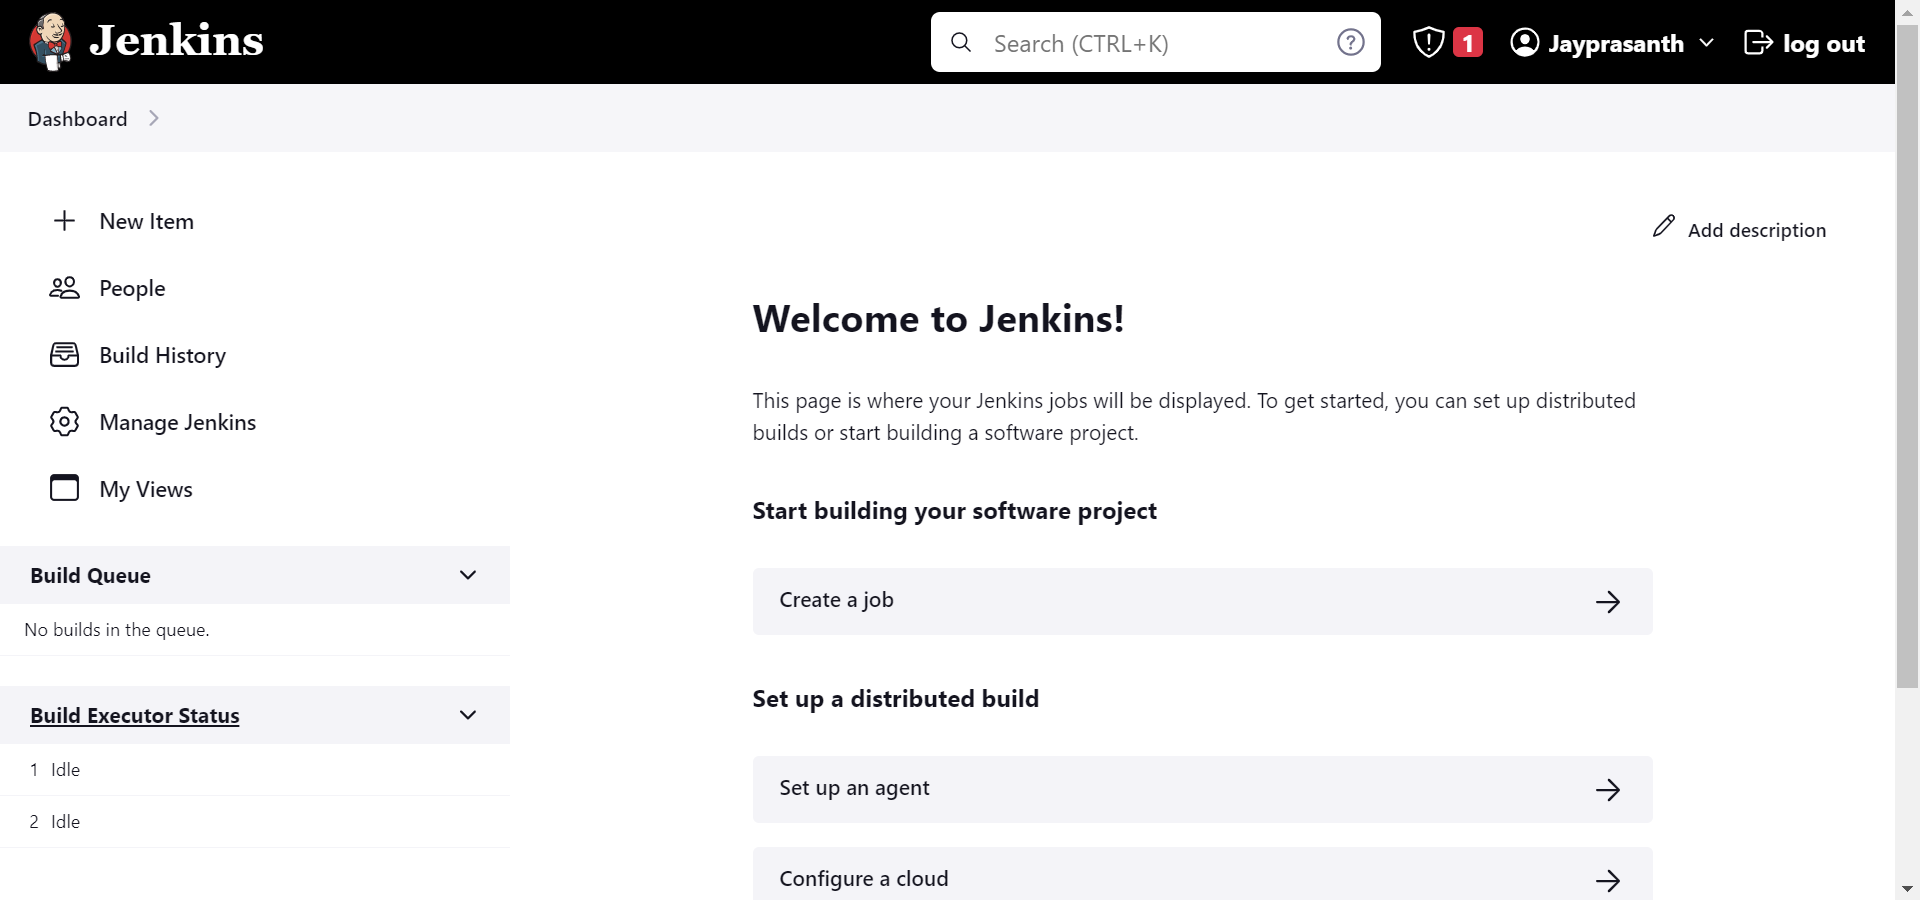 Jenkins
Search (CTRL+K)
1
Jayprasanth
log out
Dashboard
New Item
People
Build History
Manage Jenkins
My Views
Build Queue
No builds in the queue.
Build Executor Status
1 Idle
2 Idle
Add description
Welcome to Jenkins!
This page is where your Jenkins jobs will be displayed. To get started, you can set up distributed
builds or start building a software project.
Start building your software project
Create a job
Set up a distributed build
Set up an agent
Configure a cloud